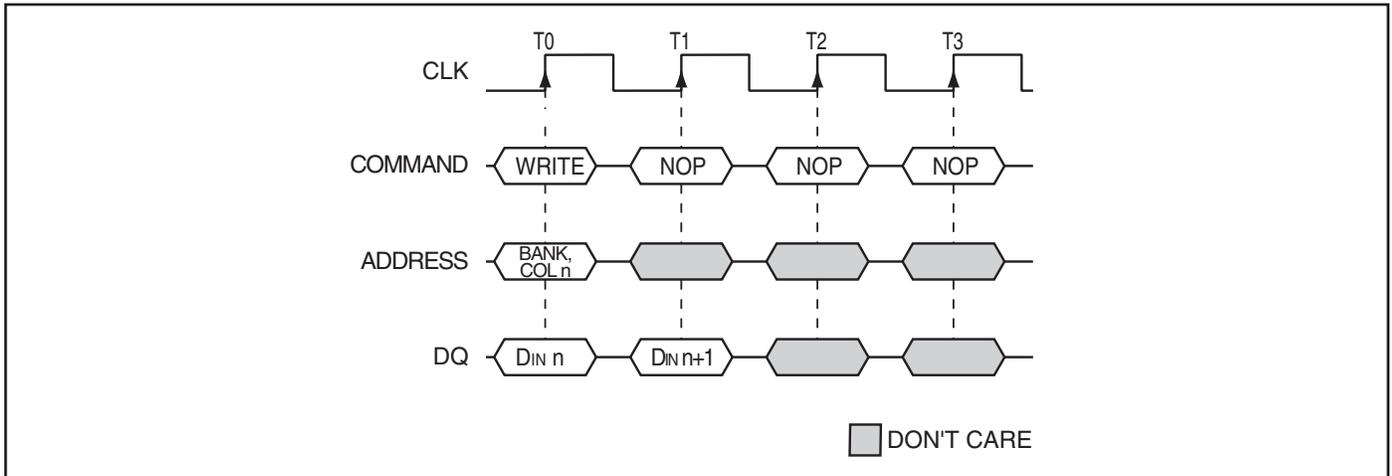 T0 T1 T2 T3
CLK
COMMAND WRITE NOP NOP NOP
ADDRESS BANK,
COL n
DQ DIN n DIN n+1
DON'T CARE